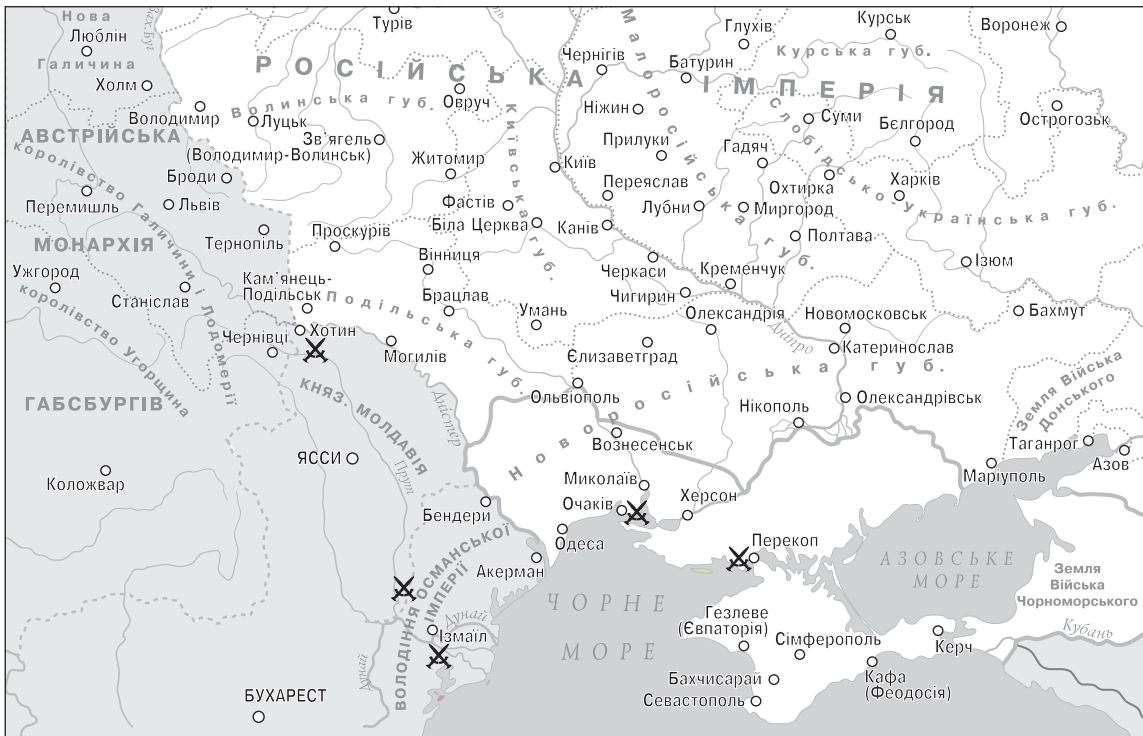 Нова
Галичина
Люблін
Холм
Зах. Буг
Турів
РОСІЙСЬКА ІМПЕРІЯ
Волинська губ.
Володимир
(Володимир-Волинськ)
Луцьк
Зв'ягель
Овруч
Чернігів
Малоросійська губ.
Глухів
Батурин
Курськ
Курська губ.
Воронеж
Ніжин
Прилуки
Суми
Гадяч
Бєлгород
Острогозьк
Слобідсько-Українська губ.
АВСТРІЙСЬКА
МОНАРХІЯ
ГАБСБУРГІВ
королівство Галичини і Лодомерії
королівство Угорщина
Броди
Перемишль
Львів
Тернопіль
Ужгород
Станіслав
Житомир
Київ
Київська губ.
Фастів
Біла Церква
Переяслав
Канів
Лубни
Миргород
Охтирка
Харків
Полтава
Проскурів
Вінниця
Черкаси
Кременчук
Ізюм
Кам'янець-
Подільськ
Подільська губ.
Брацлав
Умань
Чигирин
Олександрія
Дніпро
Новомосковськ
Бахмут
Чернівці
Хотин
Могилів
Єлизаветград
Катеринослав
КНЯЗ. МОЛДАВІЯ
Дністер
Ольвіополь
Новоросійська губ.
Нікополь
Олександрівськ
Земля Війська
Донського
ЯССИ
Прут
Вознесенськ
Таганрог
Азов
Маріуполь
Коложвар
Миколаїв
Очаків
Херсон
Бендери
Одеса
Акерман
Перекоп
АЗОВСЬКЕ
МОРЕ
Земля
Війська
Чорноморського
ВОЛОДІННЯ ОСМАНСЬКОЇ
ІМПЕРІЇ
Дунай
Ізмаїл
Дунай
ЧОРНЕ
МОРЕ
Гезлеве
(Євпаторія)
Сімферополь
Керч
Кубань
Бахчисарай
Кафа
(Феодосія)
Севастополь
БУХАРЕСТ